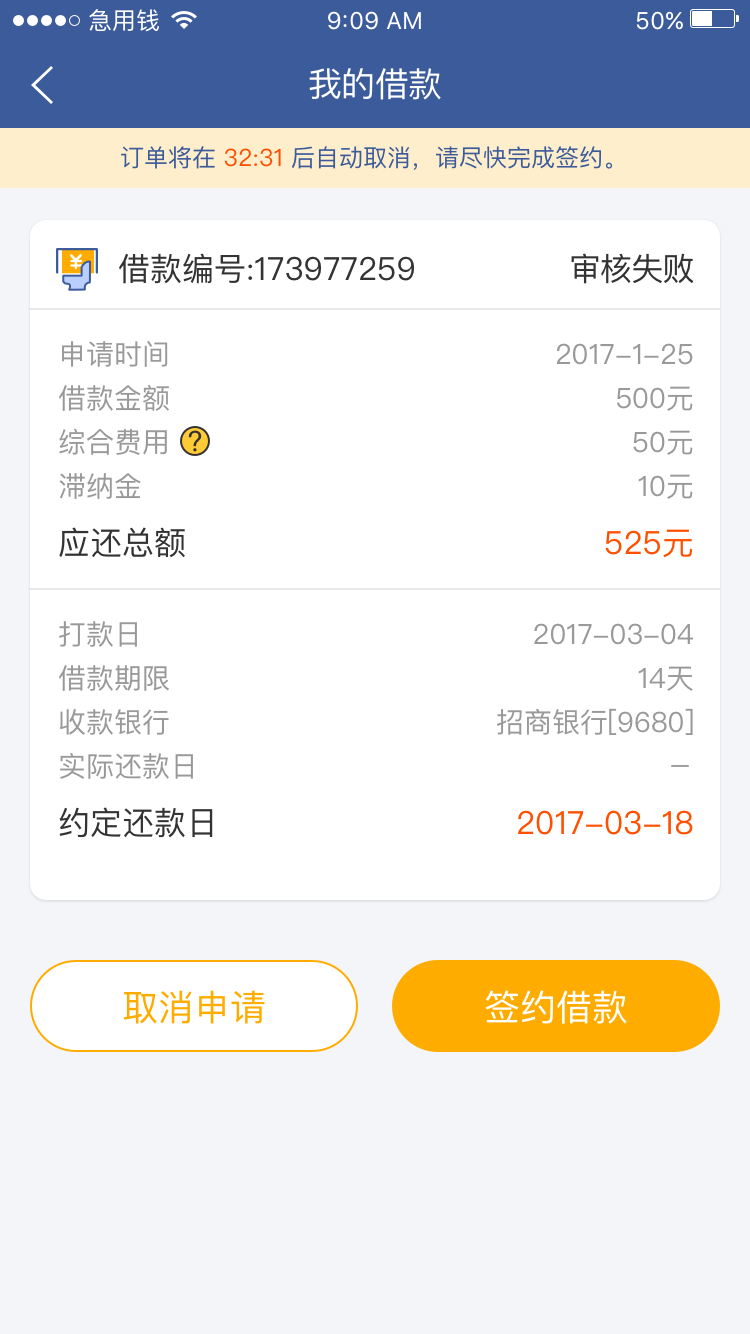 急用钱 9:09 AM 50%
我的借款
订单将在 32:31 后自动取消，请尽快完成签约。
借款编号:173977259 审核失败
申请时间 2017-1-25
借款金额 500元
综合费用 ? 50元
滞纳金 10元
应还总额 525元
打款日 2017-03-04
借款期限 14天
收款银行 招商银行[9680]
实际还款日 –
约定还款日 2017-03-18
取消申请 签约借款